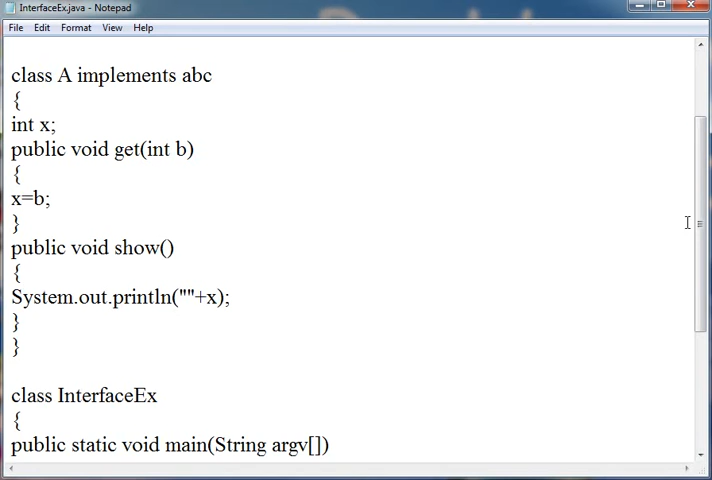 InterfaceEx.java - Notepad
File Edit Format View Help
class A implements abc
{
int x;
public void get(int b)
{
x=b;
}
public void show()
{
System.out.println(""+x);
}
}
class InterfaceEx
{
public static void main(String argv[])